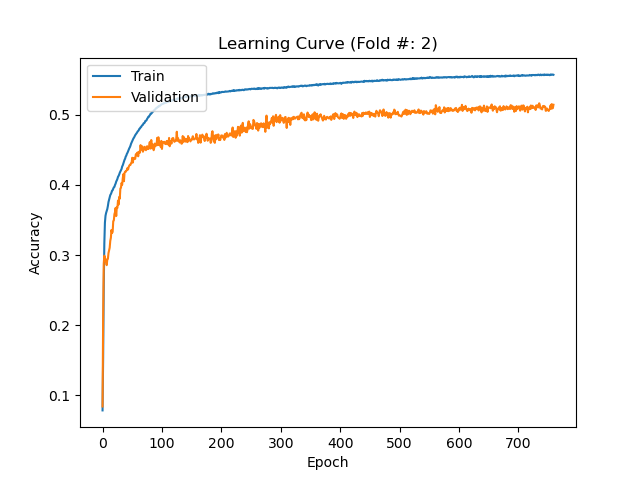 Learning Curve (Fold #: 2)
Train
Validation
Accuracy
0.5
0.4
0.3
0.2
0.1
0 100 200 300 400 500 600 700
Epoch